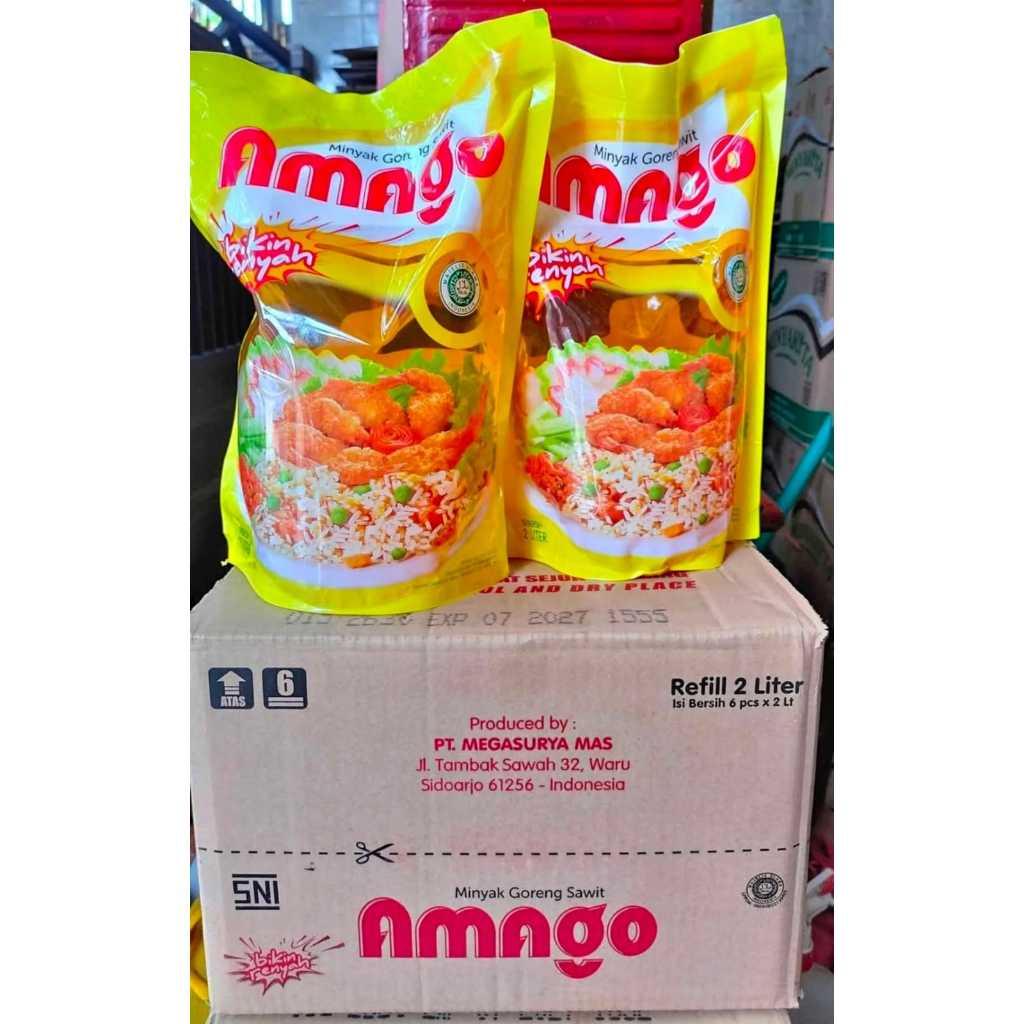 Minyak Goreng Sawit
Amago
bikin
renyah
Minyak Goreng Sawit
Amago
bikin
renyah
2 LITER
AND DRY PLACE
EXP 07 2027 1555
ATAS
6
Refill 2 Liter
Isi Bersih 6 pcs x 2 Lt
Produced by :
PT. MEGASURYA MAS
Jl. Tambak Sawah 32, Waru
Sidoarjo 61256 - Indonesia
SNI
Minyak Goreng Sawit
Amago
bikin
renyah